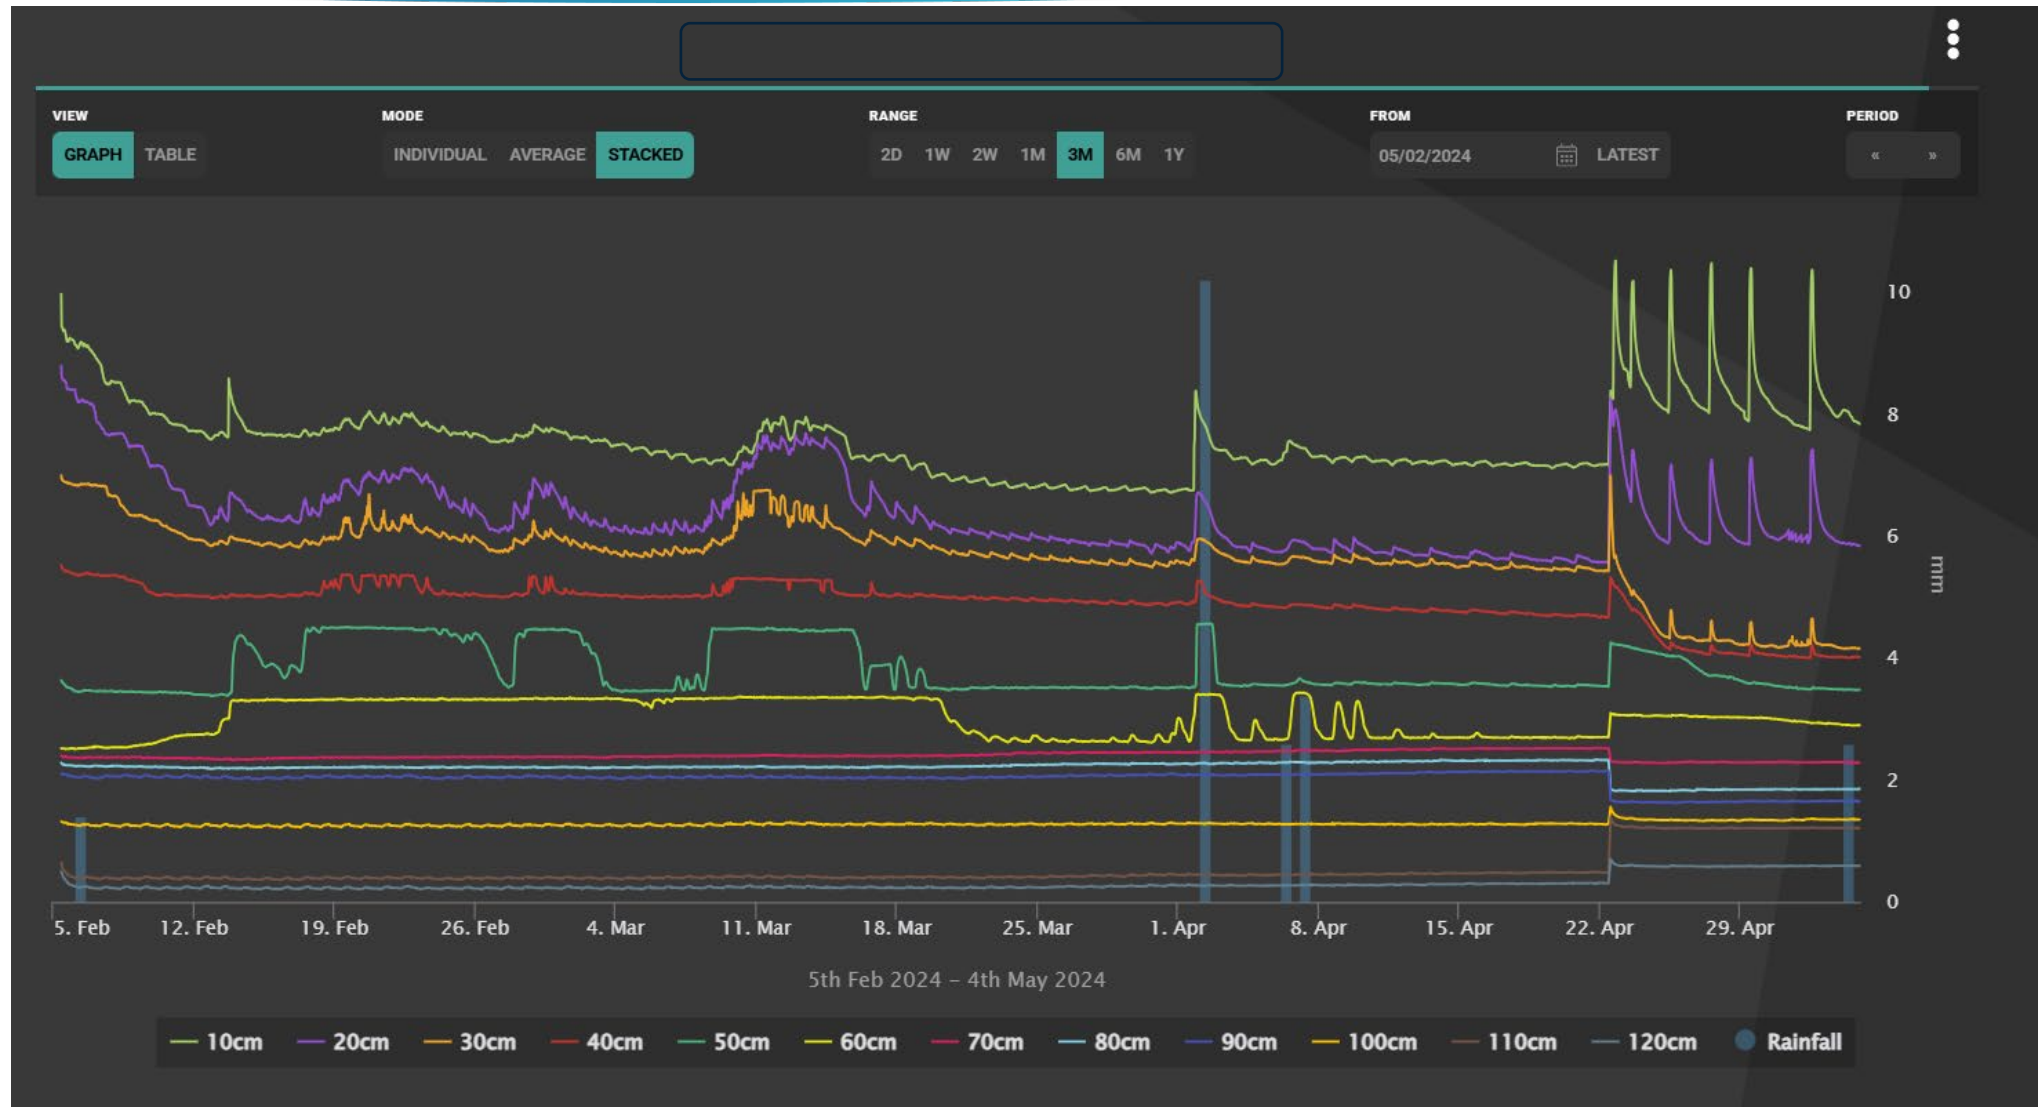 VIEW MODE RANGE FROM PERIOD
GRAPH TABLE INDIVIDUAL AVERAGE STACKED 2D 1W 2W 1M 3M 6M 1Y 05/02/2024 LATEST « »
10
8
6
mm
4
2
0
5. Feb 12. Feb 19. Feb 26. Feb 4. Mar 11. Mar 18. Mar 25. Mar 1. Apr 8. Apr 15. Apr 22. Apr 29. Apr
5th Feb 2024 – 4th May 2024
10cm 20cm 30cm 40cm 50cm 60cm 70cm 80cm 90cm 100cm 110cm 120cm Rainfall